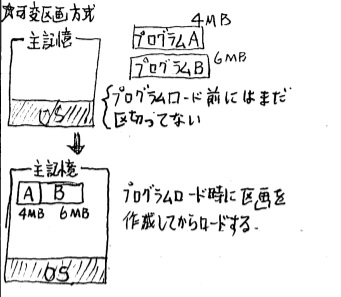 ☆可変区画方式
主記憶
OS
4MB
プログラムA
プログラムB 6MB
プログラムロード前にはまだ
区切ってない
主記憶
A B
4MB 6MB
OS
プログラムロード時に区画を
作成してからロードする.